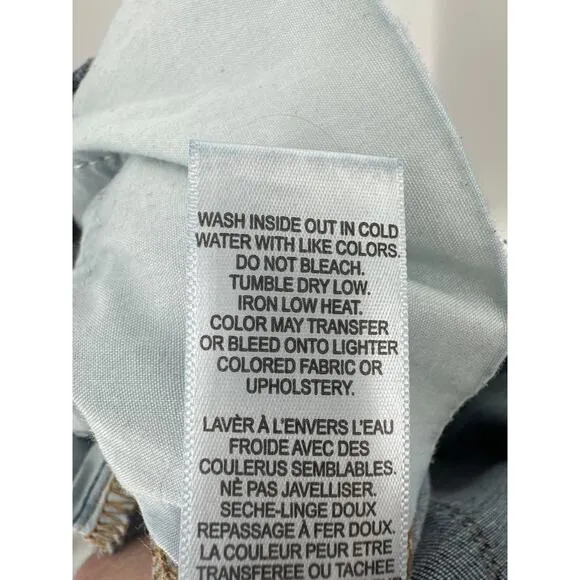 WASH INSIDE OUT IN COLD
WATER WITH LIKE COLORS.
DO NOT BLEACH.
TUMBLE DRY LOW.
IRON LOW HEAT.
COLOR MAY TRANSFER
OR BLEED ONTO LIGHTER
COLORED FABRIC OR
UPHOLSTERY.
LAVÈR À L'ENVERS L'EAU
FROIDE AVEC DES
COULERUS SEMBLABLES.
NÈ PAS JAVELLISER.
SECHE-LINGE DOUX
REPASSAGE À FER DOUX.
LA COULEUR PEUR ETRE
TRANSFEREE OU TACHEE